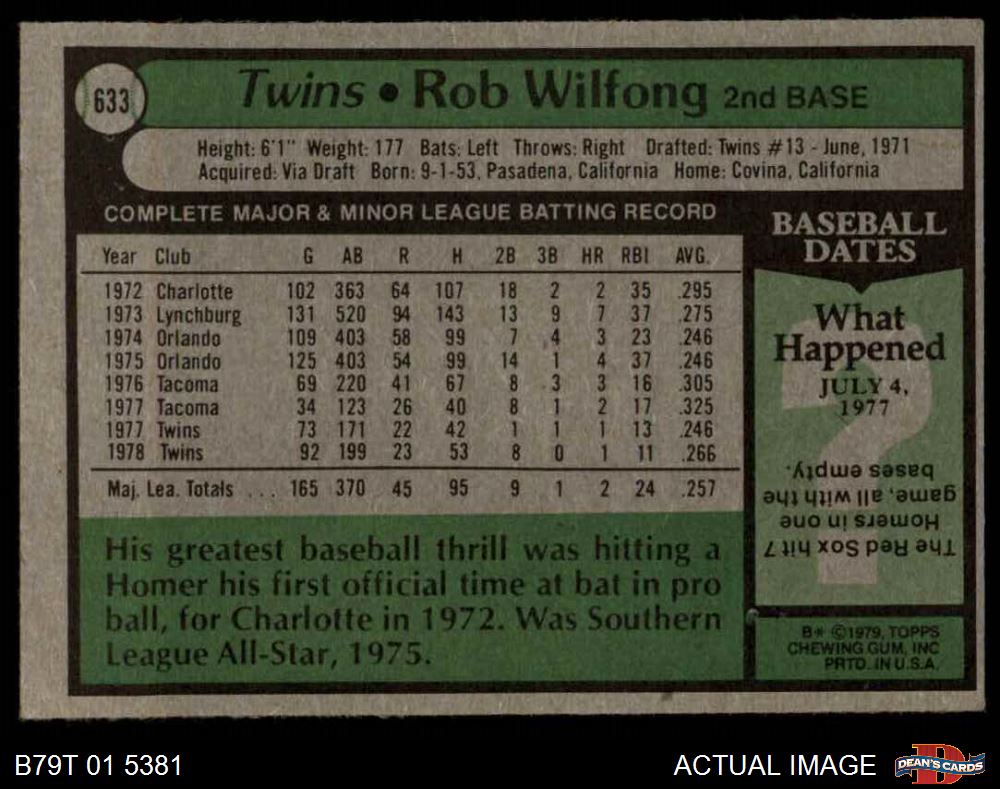 633
Twins • Rob Wilfong 2nd BASE
Height: 6'1" Weight: 177 Bats: Left Throws: Right Drafted: Twins #13 - June, 1971
Acquired: Via Draft Born: 9-1-53, Pasadena, California Home: Covina, California
COMPLETE MAJOR & MINOR LEAGUE BATTING RECORD
Year Club G AB R H 2B 3B HR RBI AVG.
1972 Charlotte 102 363 64 107 18 2 2 35 .295
1973 Lynchburg 131 520 94 143 13 9 7 37 .275
1974 Orlando 109 403 58 99 7 4 3 23 .246
1975 Orlando 125 403 54 99 14 1 4 37 .246
1976 Tacoma 69 220 41 67 8 3 3 16 .305
1977 Tacoma 34 123 26 40 8 1 2 17 .325
1977 Twins 73 171 22 42 1 1 1 13 .246
1978 Twins 92 199 23 53 8 0 1 11 .266
Maj. Lea. Totals ... 165 370 45 95 9 1 2 24 .257
His greatest baseball thrill was hitting a
Homer his first official time at bat in pro
ball, for Charlotte in 1972. Was Southern
League All-Star, 1975.
BASEBALL
DATES
What
Happened
JULY 4,
1977
?
The Red Sox hit 7
Homers in one
game, all with the
bases empty.
B* ©1979, TOPPS
CHEWING GUM, INC
PRTD. IN U.S.A.
B79T 01 5381
ACTUAL IMAGE
DEAN'S CARDS